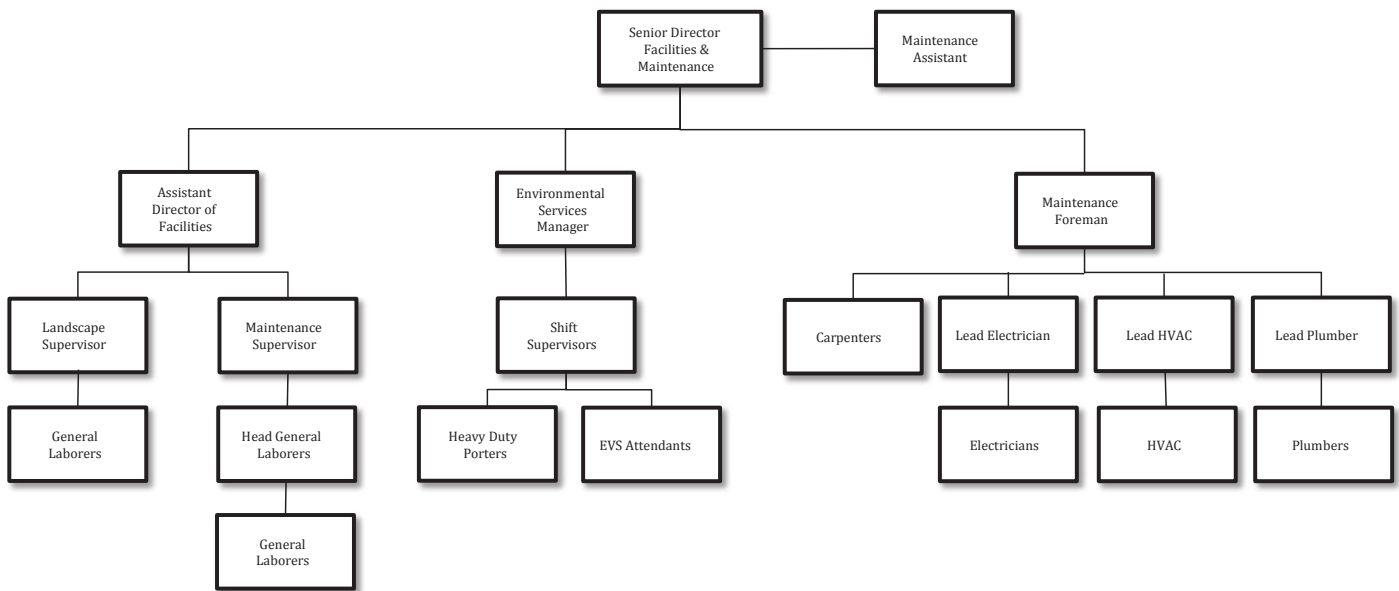 Senior Director
Facilities &
Maintenance
Maintenance
Assistant
Assistant
Director of
Facilities
Environmental
Services
Manager
Maintenance
Foreman
Landscape
Supervisor
Maintenance
Supervisor
Shift
Supervisors
Carpenters
Lead Electrician
Lead HVAC
Lead Plumber
General
Laborers
Head General
Laborers
Heavy Duty
Porters
EVS Attendants
Electricians
HVAC
Plumbers
General
Laborers